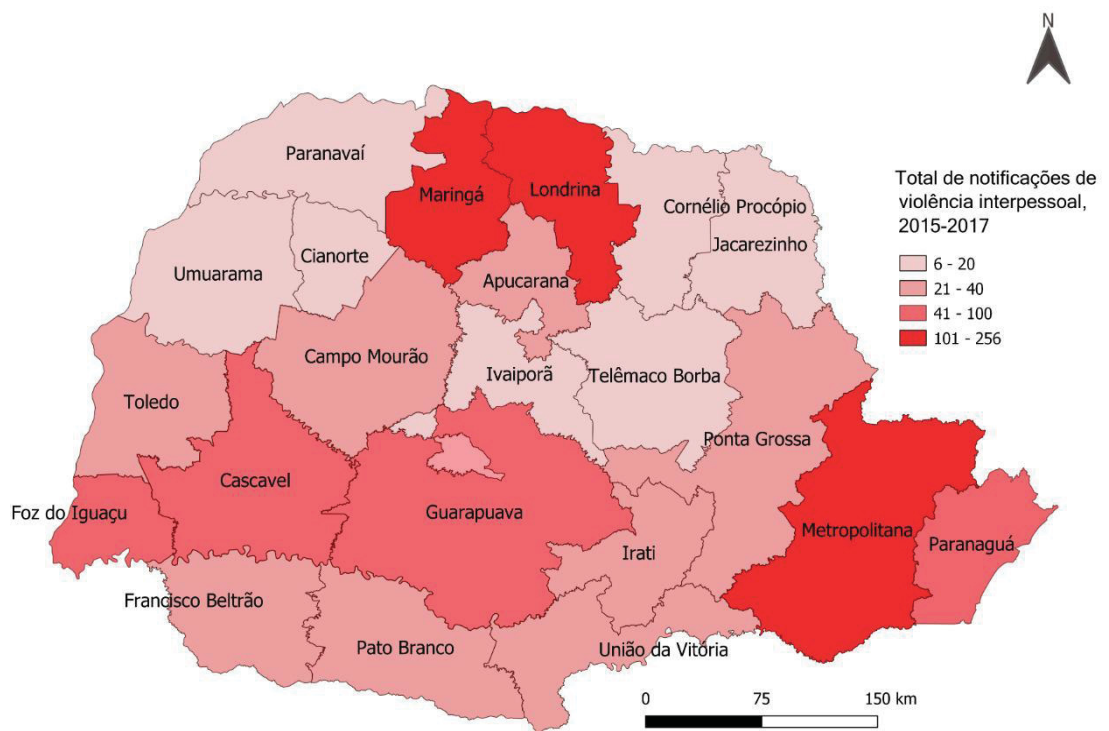 N
Paranavaí
Maringá
Londrina
Cornélio Procópio
Jacarezinho
Umuarama
Cianorte
Apucarana
Campo Mourão
Ivaiporã
Telêmaco Borba
Toledo
Ponta Grossa
Cascavel
Foz do Iguaçu
Guarapuava
Metropolitana
Paranaguá
Irati
Francisco Beltrão
Pato Branco
União da Vitória
Total de notificações de
violência interpessoal,
2015-2017
6 - 20
21 - 40
41 - 100
101 - 256
0 75 150 km